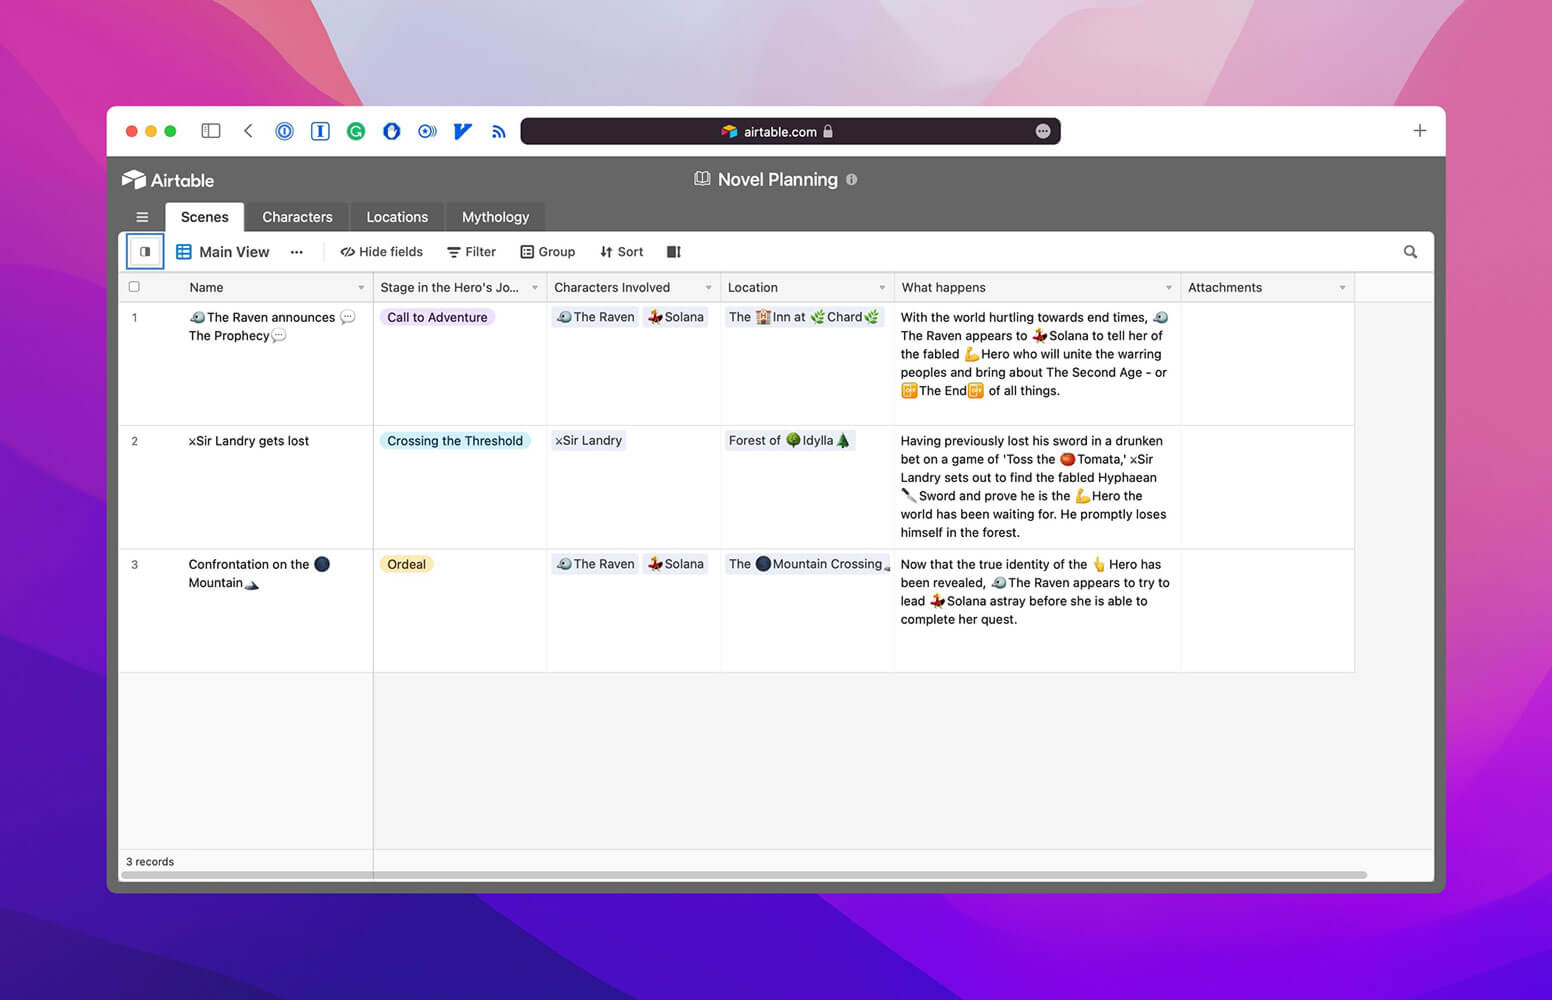 airtable.com
Airtable
Novel Planning
Scenes Characters Locations Mythology
Main View ... Hide fields Filter Group Sort
Name Stage in the Hero's Jo... Characters Involved Location What happens Attachments
1
🐦The Raven announces 💬
The Prophecy💬
Call to Adventure
🐦The Raven 💃Solana
The 🏨Inn at 🌿Chard🌿
With the world hurtling towards end times, 🐦
The Raven appears to 💃Solana to tell her of
the fabled 💪Hero who will unite the warring
peoples and bring about The Second Age - or
🔚The End🔚 of all things.
2
⚔Sir Landry gets lost
Crossing the Threshold
⚔Sir Landry
Forest of 🌳Idylla🌲
Having previously lost his sword in a drunken
bet on a game of 'Toss the 🍅Tomata,' ⚔Sir
Landry sets out to find the fabled Hyphaean
🔪Sword and prove he is the 💪Hero the
world has been waiting for. He promptly loses
himself in the forest.
3
Confrontation on the 🌑
Mountain🏔
Ordeal
🐦The Raven 💃Solana
The 🌑Mountain Crossing
Now that the true identity of the 👆Hero has
been revealed, 🐦The Raven appears to try to
lead 💃Solana astray before she is able to
complete her quest.
3 records